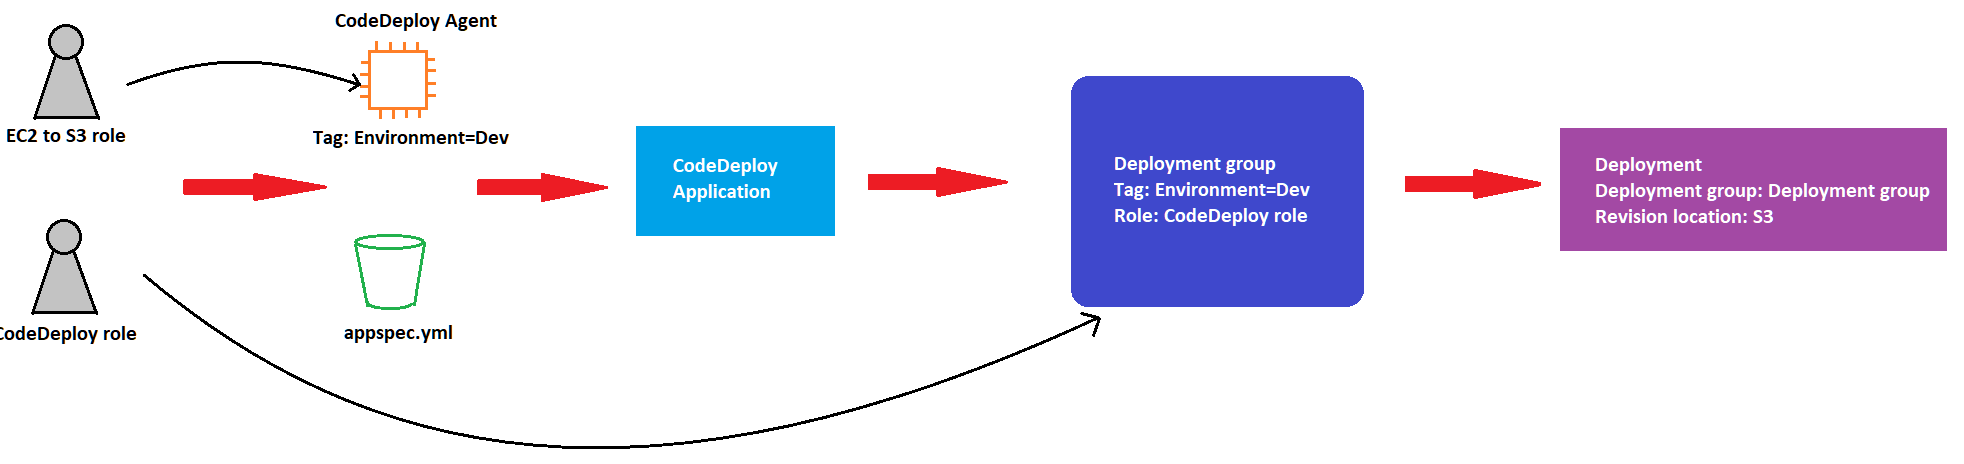 CodeDeploy Agent
EC2 to S3 role
Tag: Environment=Dev
CodeDeploy role
appspec.yml
CodeDeploy
Application
Deployment group
Tag: Environment=Dev
Role: CodeDeploy role
Deployment
Deployment group: Deployment group
Revision location: S3